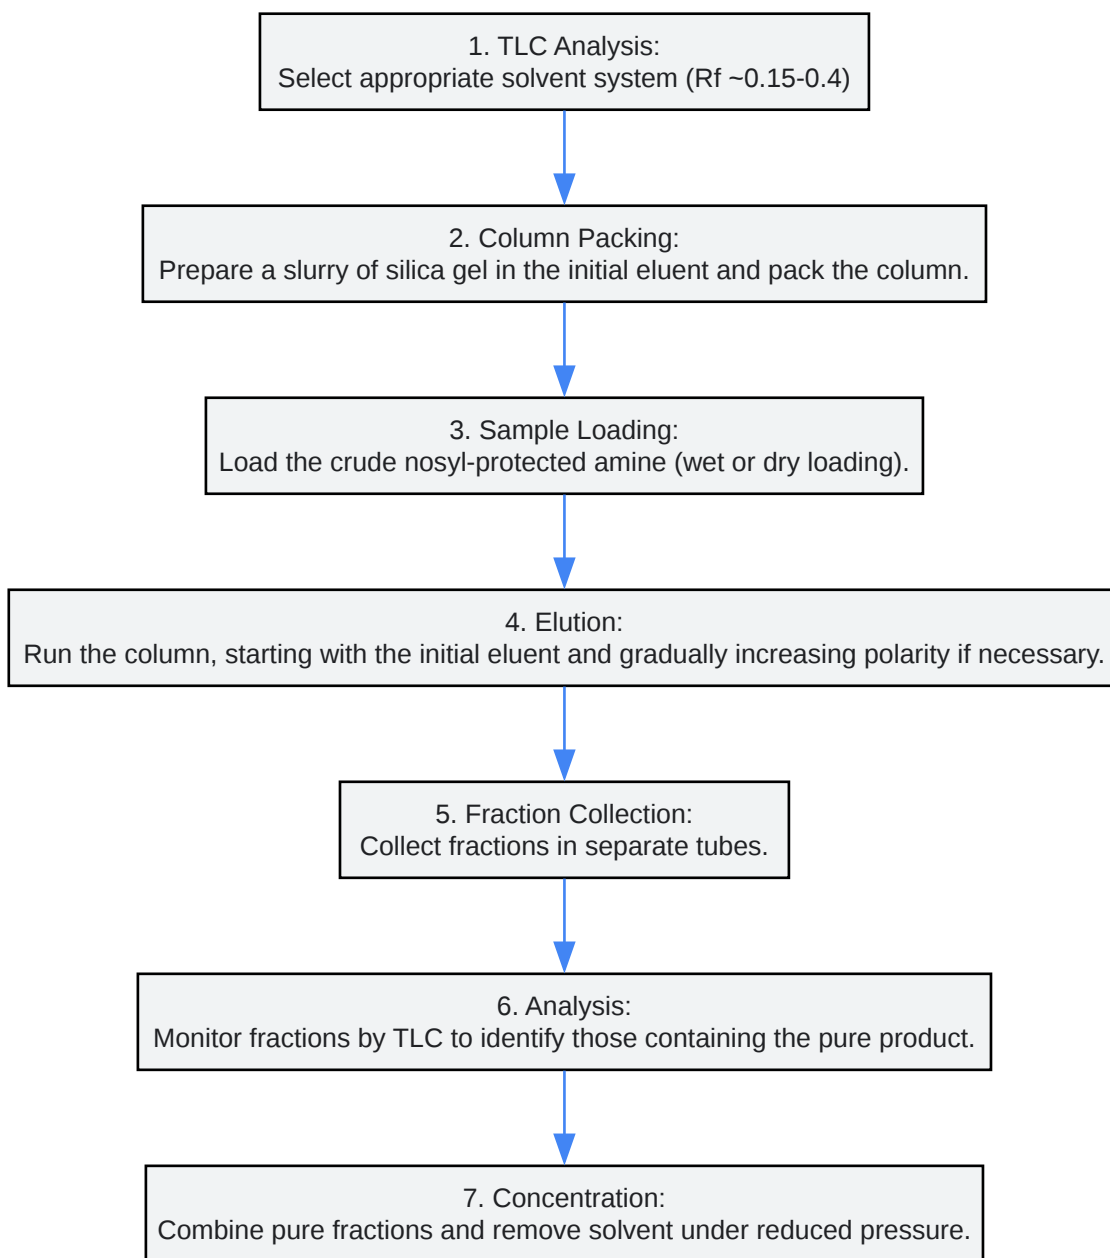 1. TLC Analysis:
Select appropriate solvent system (Rf ~0.15-0.4)
2. Column Packing:
Prepare a slurry of silica gel in the initial eluent and pack the column.
3. Sample Loading:
Load the crude nosyl-protected amine (wet or dry loading).
4. Elution:
Run the column, starting with the initial eluent and gradually increasing polarity if necessary.
5. Fraction Collection:
Collect fractions in separate tubes.
6. Analysis:
Monitor fractions by TLC to identify those containing the pure product.
7. Concentration:
Combine pure fractions and remove solvent under reduced pressure.